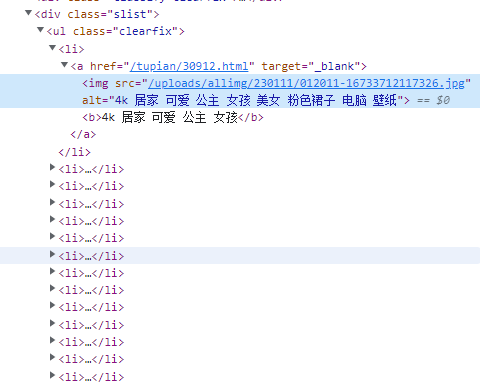 <div class="slist">
<ul class="clearfix">
<li>
<a href="/tupian/30912.html" target="_blank">
<img src="/uploads/allimg/230111/012011-16733712117326.jpg"
alt="4k 居家 可爱 公主 女孩 美女 粉色裙子 电脑 壁纸"> == $0
<b>4k 居家 可爱 公主 女孩</b>
</a>
</li>
<li>…</li>
<li>…</li>
<li>…</li>
<li>…</li>
<li>…</li>
<li>…</li>
<li>…</li>
<li>…</li>
<li>…</li>
<li>…</li>
<li>…</li>
<li>…</li>
<li>…</li>